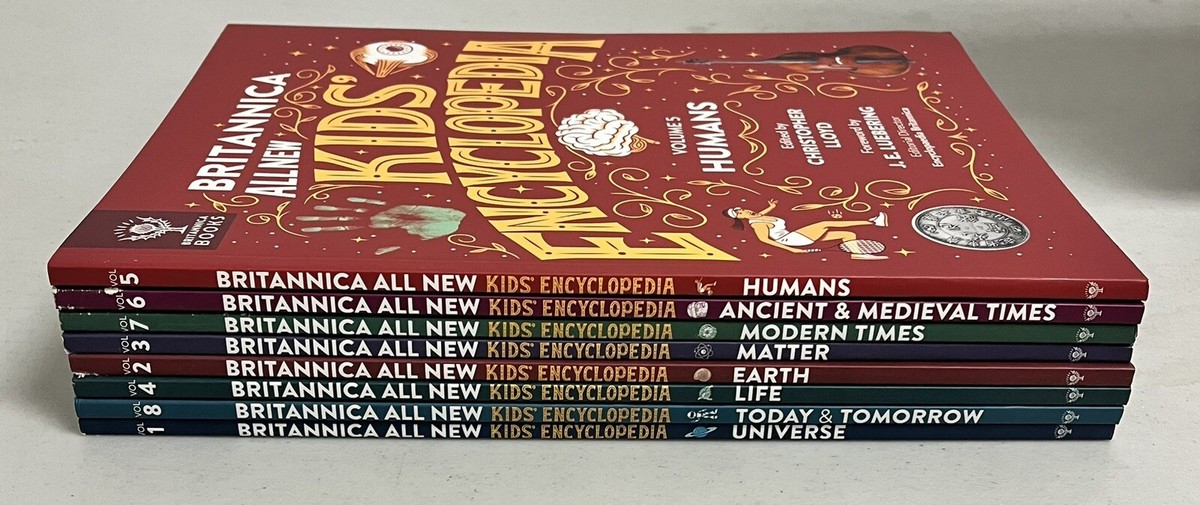 BRITANNICA
ALL NEW
KIDS'
ENCYCLOPEDIA
VOLUME 5
HUMANS
Edited by
CHRISTOPHER
LLOYD
Foreword by
J. E. LUEBERING
Editorial Director
Encyclopaedia Britannica
BRITANNICA
BOOKS
VOL 5 BRITANNICA ALL NEW KIDS' ENCYCLOPEDIA HUMANS
VOL 6 BRITANNICA ALL NEW KIDS' ENCYCLOPEDIA ANCIENT & MEDIEVAL TIMES
VOL 7 BRITANNICA ALL NEW KIDS' ENCYCLOPEDIA MODERN TIMES
VOL 3 BRITANNICA ALL NEW KIDS' ENCYCLOPEDIA MATTER
VOL 2 BRITANNICA ALL NEW KIDS' ENCYCLOPEDIA EARTH
VOL 4 BRITANNICA ALL NEW KIDS' ENCYCLOPEDIA LIFE
VOL 8 BRITANNICA ALL NEW KIDS' ENCYCLOPEDIA TODAY & TOMORROW
VOL 1 BRITANNICA ALL NEW KIDS' ENCYCLOPEDIA UNIVERSE